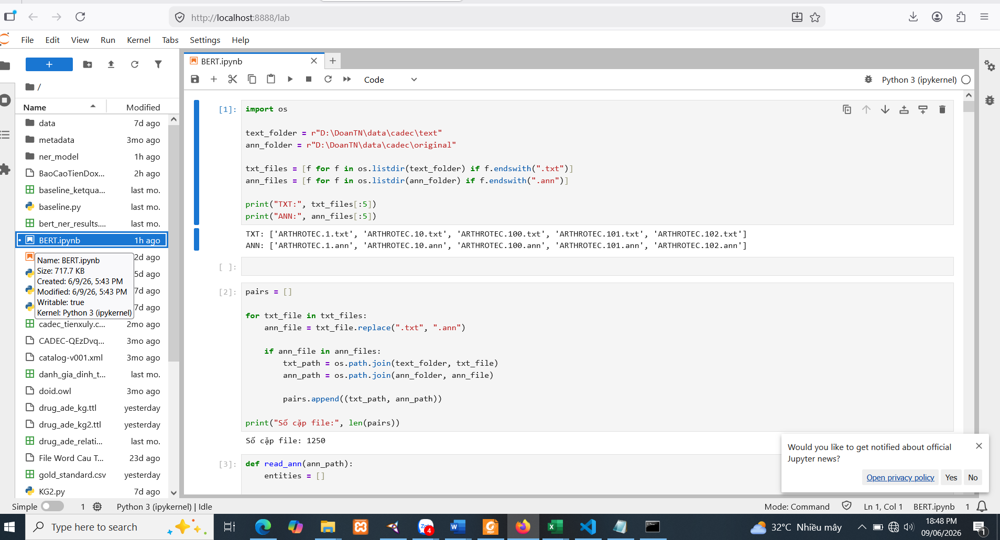 http://localhost:8888/lab
File Edit View Run Kernel Tabs Settings Help
/
Name Modified
data 7d ago
metadata 3mo ago
ner_model 1h ago
BaoCaoTienDox... 2h ago
baseline_ketqua... last mo.
baseline.py last mo.
bert_ner_results.... last mo.
BERT.ipynb 1h ago
2d ago
5d ago
7d ago
7d ago
Name: BERT.ipynb
Size: 717.7 KB
Created: 6/9/26, 5:43 PM
Modified: 6/9/26, 5:43 PM
Writable: true
Kernel: Python 3 (ipykernel)
cadec_tienxuly.c... 2mo ago
CADEC-QEzDvq... 3mo ago
catalog-v001.xml 3mo ago
danh_gia_dinh_t... last mo.
doid.owl 3mo ago
drug_ade_kg.ttl yesterday
drug_ade_kg2.ttl yesterday
drug_ade_relati... last mo.
File Word Cau T... 23d ago
gold_standard.csv yesterday
KG2.py 7d ago
BERT.ipynb
Code
Python 3 (ipykernel)
[1]: import os
text_folder = r"D:\DoanTN\data\cadec\text"
ann_folder = r"D:\DoanTN\data\cadec\original"
txt_files = [f for f in os.listdir(text_folder) if f.endswith(".txt")]
ann_files = [f for f in os.listdir(ann_folder) if f.endswith(".ann")]
print("TXT:", txt_files[:5])
print("ANN:", ann_files[:5])
TXT: ['ARTHROTEC.1.txt', 'ARTHROTEC.10.txt', 'ARTHROTEC.100.txt', 'ARTHROTEC.101.txt', 'ARTHROTEC.102.txt']
ANN: ['ARTHROTEC.1.ann', 'ARTHROTEC.10.ann', 'ARTHROTEC.100.ann', 'ARTHROTEC.101.ann', 'ARTHROTEC.102.ann']
[ ]:
[2]: pairs = []
for txt_file in txt_files:
ann_file = txt_file.replace(".txt", ".ann")
if ann_file in ann_files:
txt_path = os.path.join(text_folder, txt_file)
ann_path = os.path.join(ann_folder, ann_file)
pairs.append((txt_path, ann_path))
print("Số cặp file:", len(pairs))
Số cặp file: 1250
[3]: def read_ann(ann_path):
entities = []
Would you like to get notified about official
Jupyter news?
Open privacy policy Yes No
Simple 1 Python 3 (ipykernel) | Idle
Mode: Command Ln 1, Col 1 BERT.ipynb 1
Type here to search
4
32°C Nhiều mây
18:48 PM
09/06/2026
1